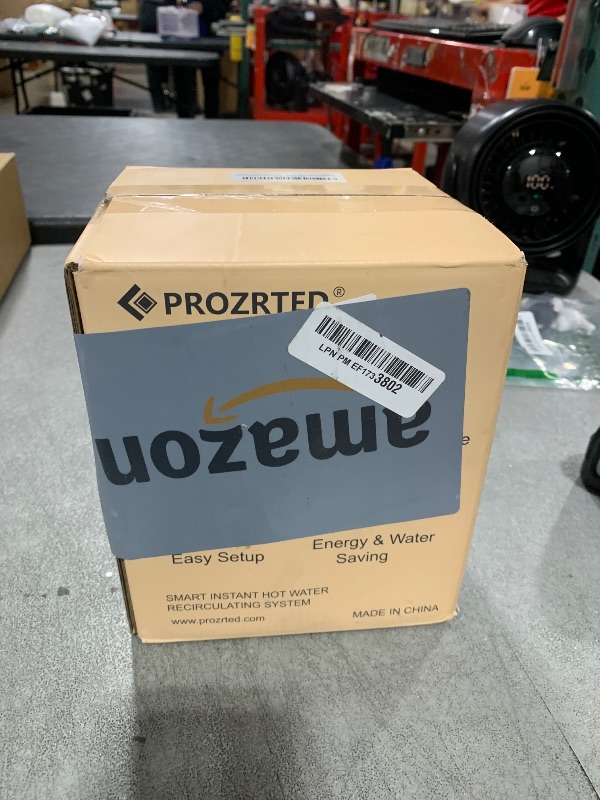 PROZRTED®
LPN PM EF1733802
amazon
e
Easy Setup
Energy & Water
Saving
SMART INSTANT HOT WATER
RECIRCULATING SYSTEM
www.prozrted.com
MADE IN CHINA
100